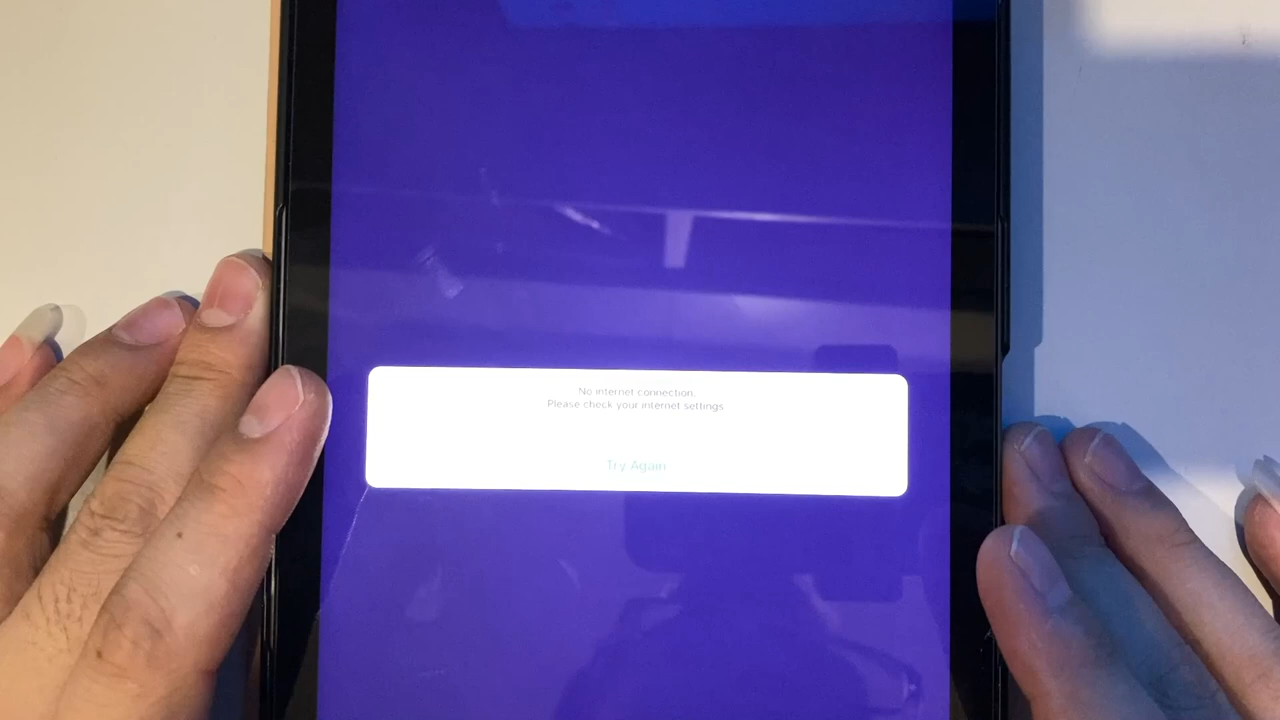 No internet connection.
Please check your internet settings
Try Again